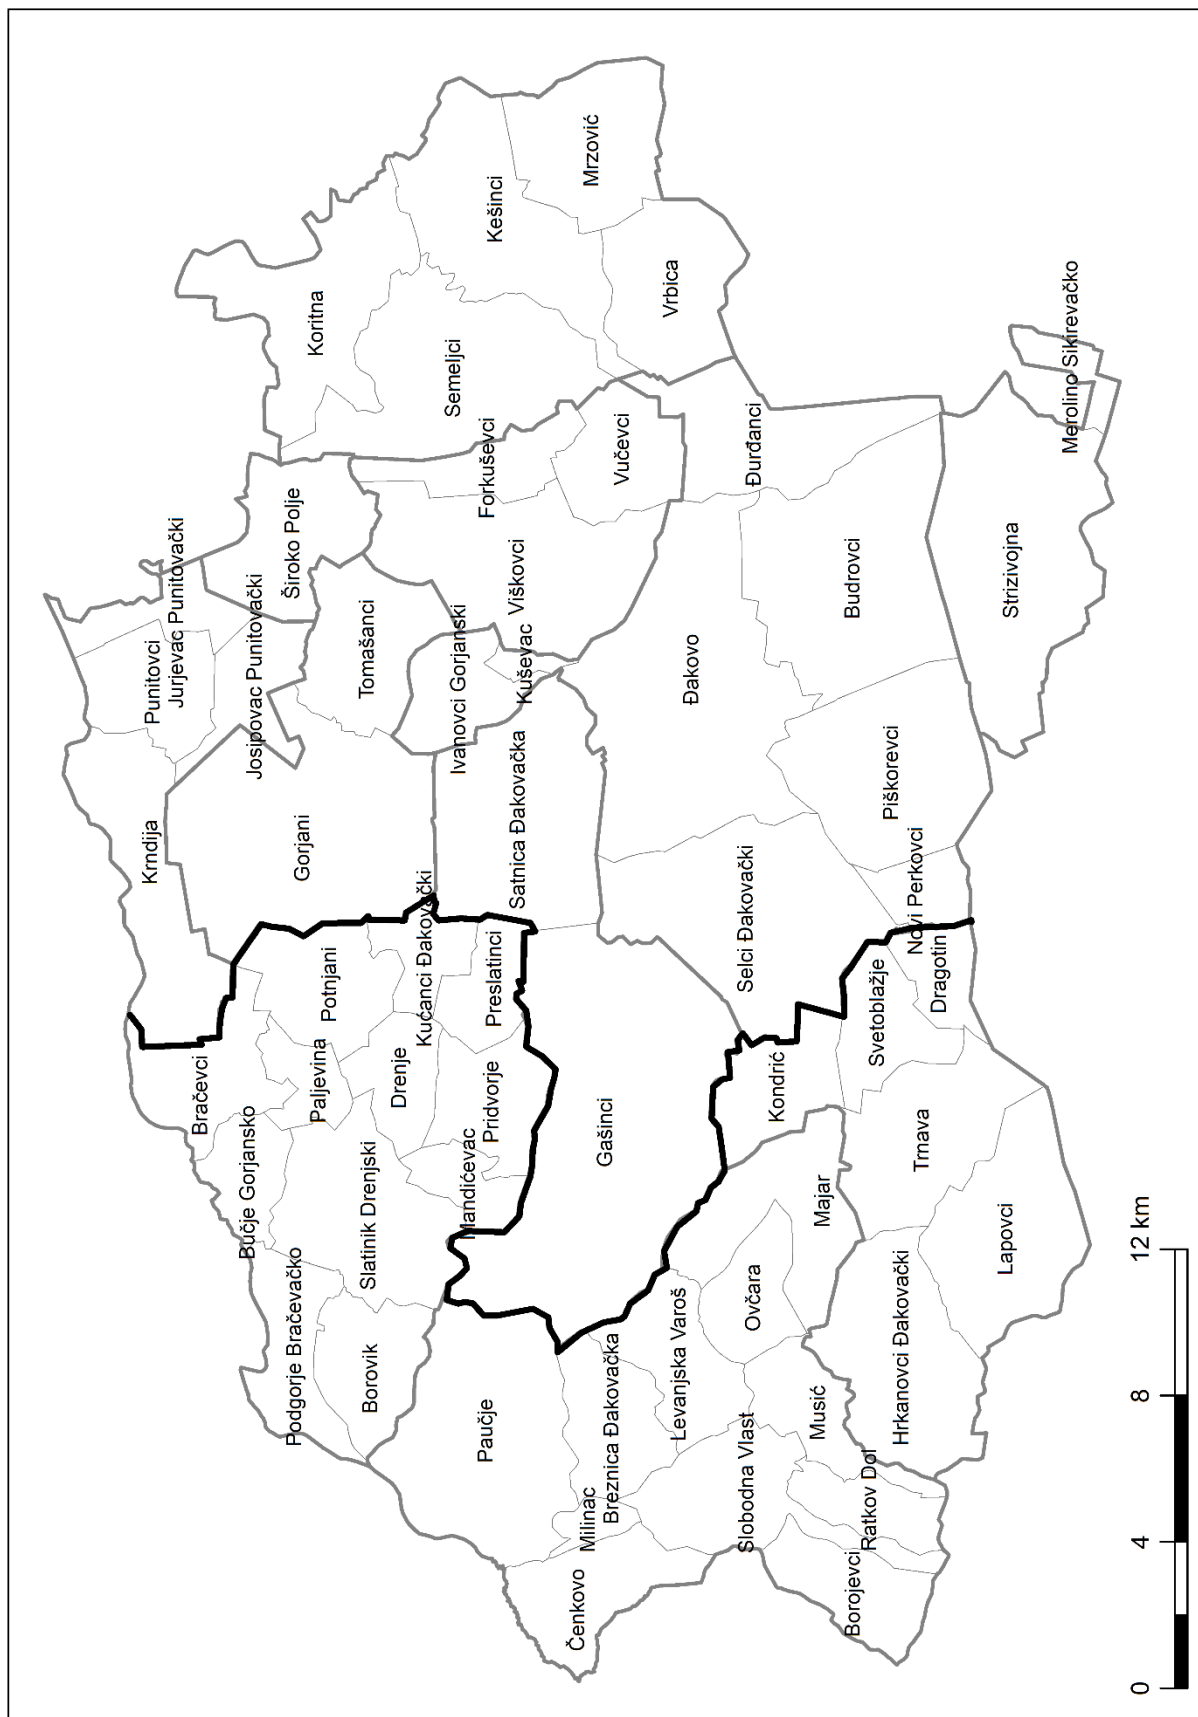 Krndija
Punitovci
Jurjevac Punitovački
Bračevci
Bučje Gorjansko
Josipovac Punitovački
Podgorje Bračevačko
Široko Polje
Gorjani
Paljevina
Koritna
Potnjani
Borovik
Slatinik Drenjski
Tomašanci
Drenje
Kućanci Đakovački
Semeljci
Ivanovci Gorjanski
Mandićevac
Paučje
Forkuševci
Pridvorje
Preslatinci
Kešinci
Satnica Đakovačka
Kuševac
Viškovci
Čenkovo
Milinac
Mrzović
Breznica Đakovačka
Gašinci
Vučevci
Vrbica
Levanjska Varoš
Đakovo
Slobodna Vlast
Selci Đakovački
Ovčara
Đurđanci
Kondrić
Musić
Majar
Borojevci
Budrovci
Ratkov Dol
Svetoblažje
Piškorevci
Hrkanovci Đakovački
Novi Perkovci
Trnava
Dragotin
Lapovci
Strizivojna
Merolino Sikirevačko
0 4 8 12 km